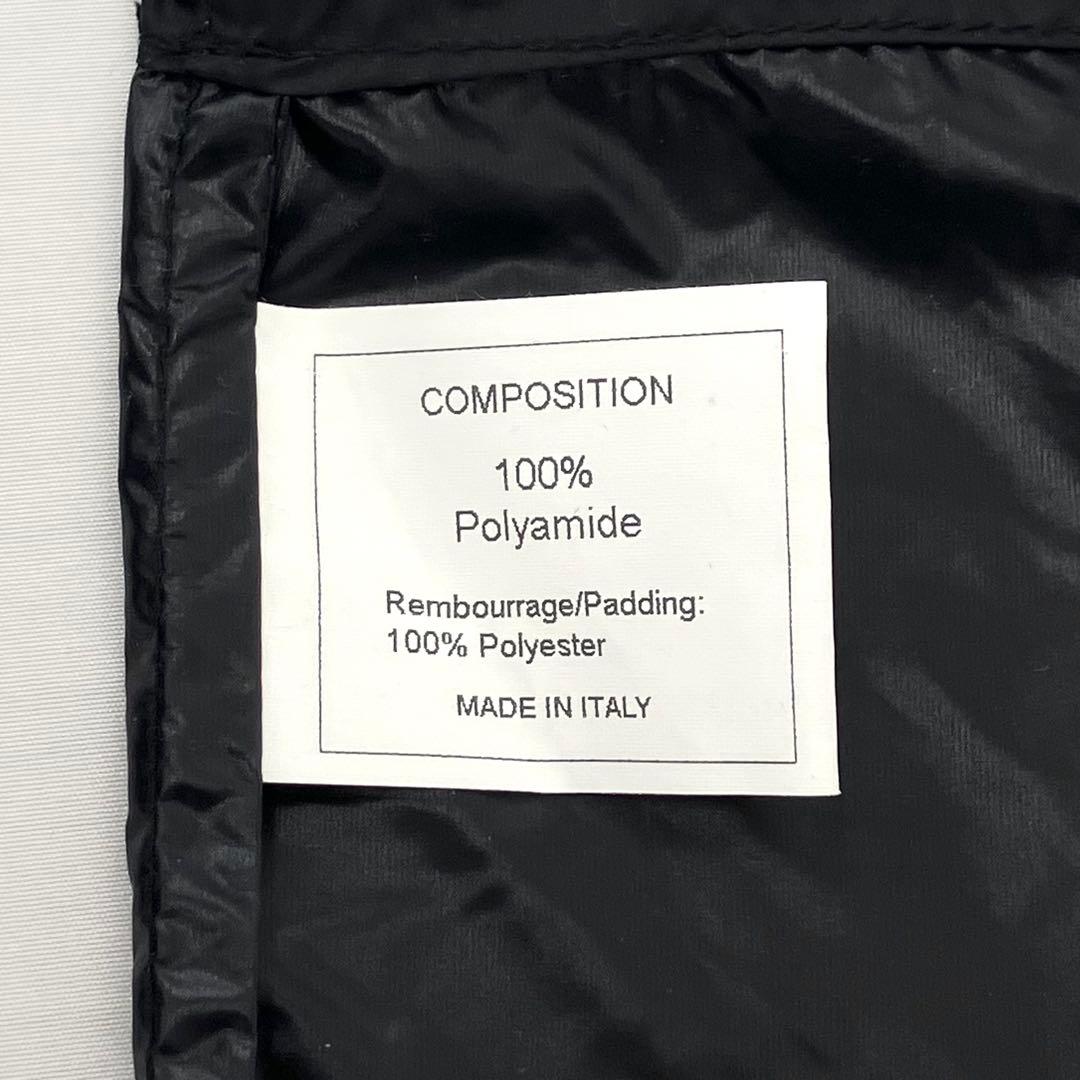 COMPOSITION
100%
Polyamide
Rembourrage/Padding:
100% Polyester
MADE IN ITALY